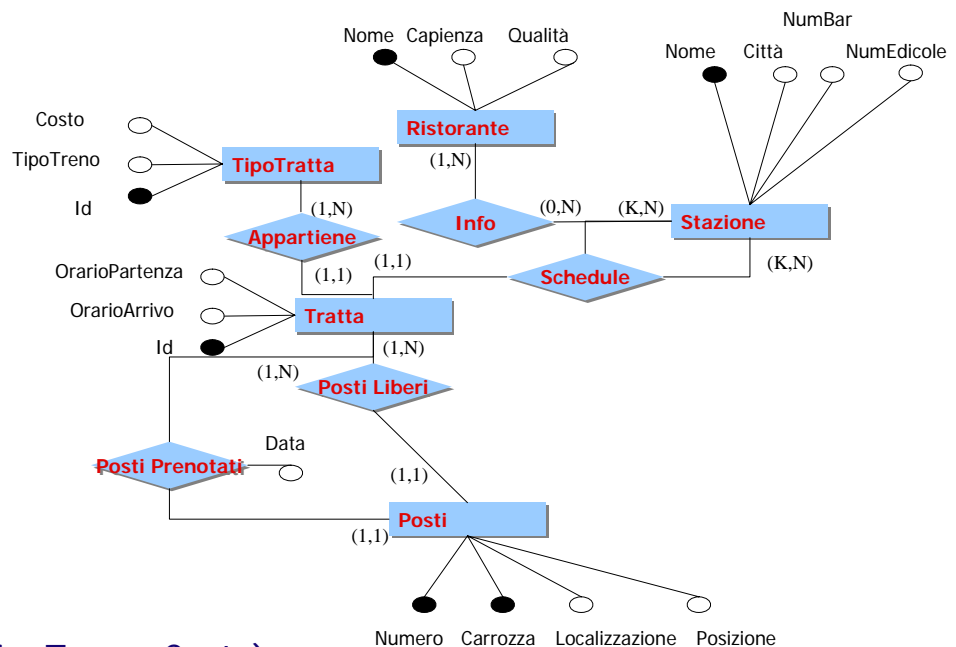 NumBar
Nome Capienza Qualità
Nome Città NumEdicole
Costo
Ristorante
TipoTreno
TipoTratta
(1,N)
Id
(1,N)
(0,N)
(K,N)
Info
Stazione
Appartiene
(1,1)
(1,1)
(K,N)
OrarioPartenza
Schedule
OrarioArrivo
Tratta
Id
(1,N)
(1,N)
Posti Liberi
Data
Posti Prenotati
(1,1)
Posti
(1,1)
Numero Carrozza Localizzazione Posizione